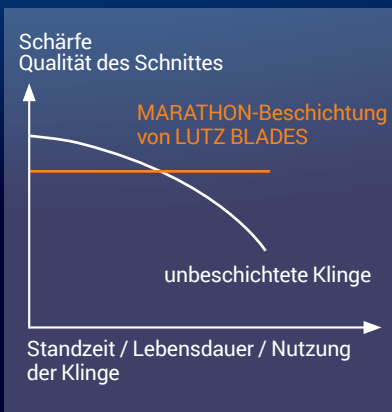 Schärfe
Qualität des Schnittes
MARATHON-Beschichtung
von LUTZ BLADES
unbeschichtete Klinge
Standzeit / Lebensdauer / Nutzung
der Klinge